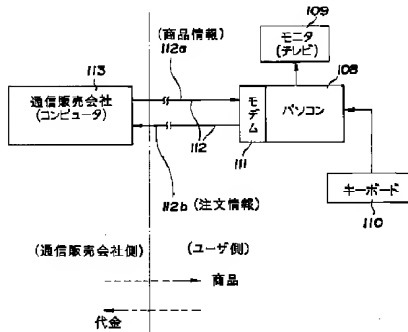 109
モニタ
(テレビ)
(商品情報)
112a
108
113
通信販売会社
(コンピュータ)
モデム
パソコン
112
111
112b (注文情報)
キーボード
110
(通信販売会社側)
(ユーザ側)
商品
代金